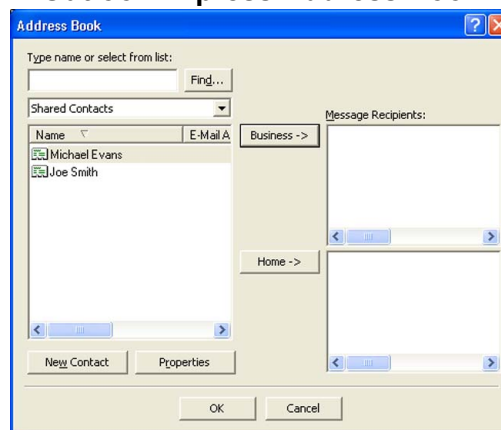 Address Book
Type name or select from list:
Find...
Shared Contacts
Message Recipients:
Name E-Mail A
Business ->
Michael Evans
Joe Smith
Home ->
New Contact Properties
OK Cancel